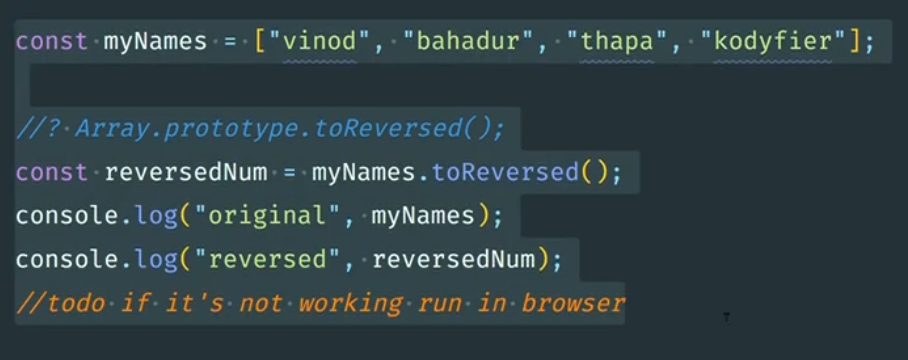 const myNames = ["vinod", "bahadur", "thapa", "kodyfier"];
//? Array.prototype.toReversed();
const reversedNum = myNames.toReversed();
console.log("original", myNames);
console.log("reversed", reversedNum);
//todo if it's not working run in browser